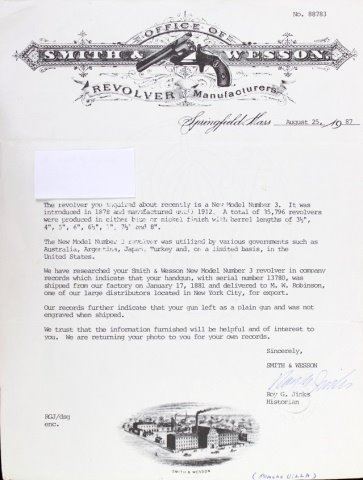 No. 88783
OFFICE OF
SMITH & WESSON.
REVOLVER Manufacturers
Springfield, Mass August 25, 1987
The revolver you inquired about recently is a New Model Number 3. It was
introduced in 1878 and manufactured until 1912. A total of 35,796 revolvers
were produced in either blue or nickel finish with barrel lengths of 3½",
4", 5", 6", 6½", 7", 7½" and 8".
The New Model Number 3 revolver was utilized by various governments such as
Australia, Argentina, Japan, Turkey and, on a limited basis, in the
United States.
We have researched your Smith & Wesson New Model Number 3 revolver in company
records which indicate that your handgun, with serial number 13780, was
shipped from our factory on January 17, 1881 and delivered to M. W. Robinson,
one of our large distributors located in New York City, for export.
Our records further indicate that your gun left as a plain gun and was not
engraved when shipped.
We trust that the information furnished will be helpful and of interest to
you. We are returning your photo to you for your own records.
Sincerely,
SMITH & WESSON
Roy G. Jinks
Roy G. Jinks
Historian
RGJ/dsg
enc.
SMITH & WESSON
(PANCHO VILLA)